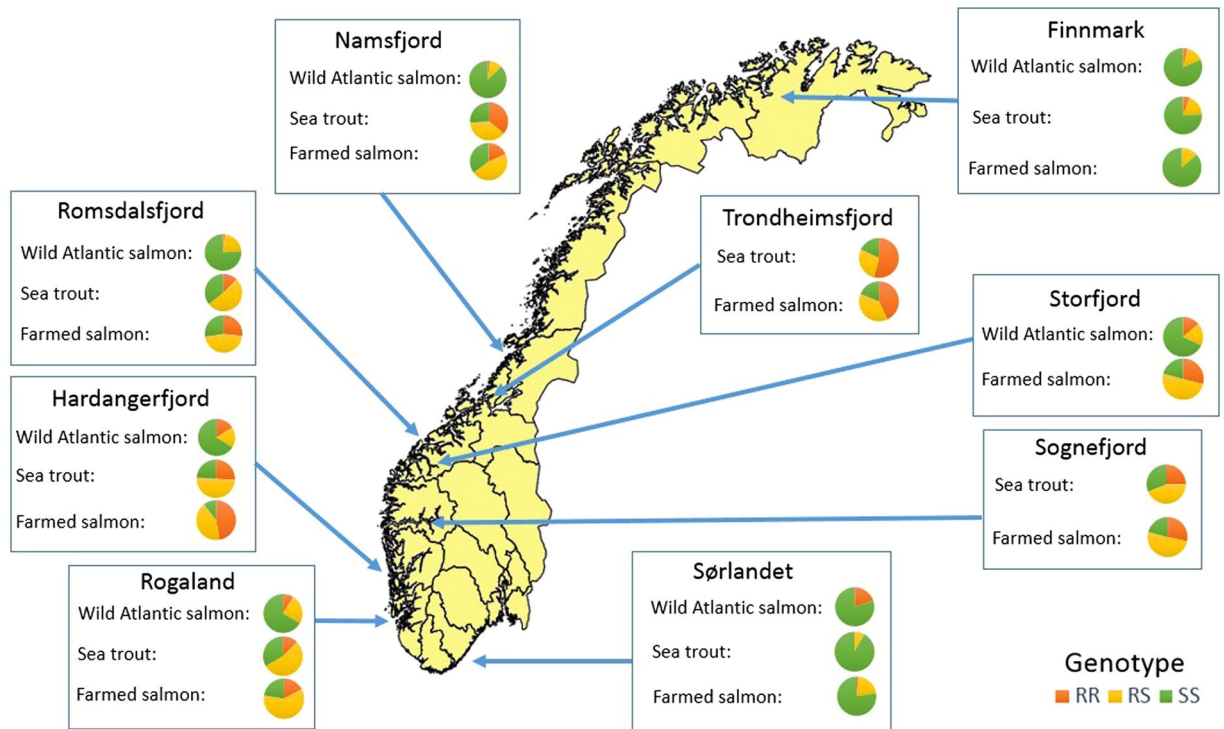 Namsfjord
Wild Atlantic salmon:
Sea trout:
Farmed salmon:
Finnmark
Wild Atlantic salmon:
Sea trout:
Farmed salmon:
Romsdalsfjord
Wild Atlantic salmon:
Sea trout:
Farmed salmon:
Trondheimsfjord
Sea trout:
Farmed salmon:
Storfjord
Wild Atlantic salmon:
Farmed salmon:
Hardangerfjord
Wild Atlantic salmon:
Sea trout:
Farmed salmon:
Sognefjord
Sea trout:
Farmed salmon:
Rogaland
Wild Atlantic salmon:
Sea trout:
Farmed salmon:
Sørlandet
Wild Atlantic salmon:
Sea trout:
Farmed salmon:
Genotype
RR RS SS